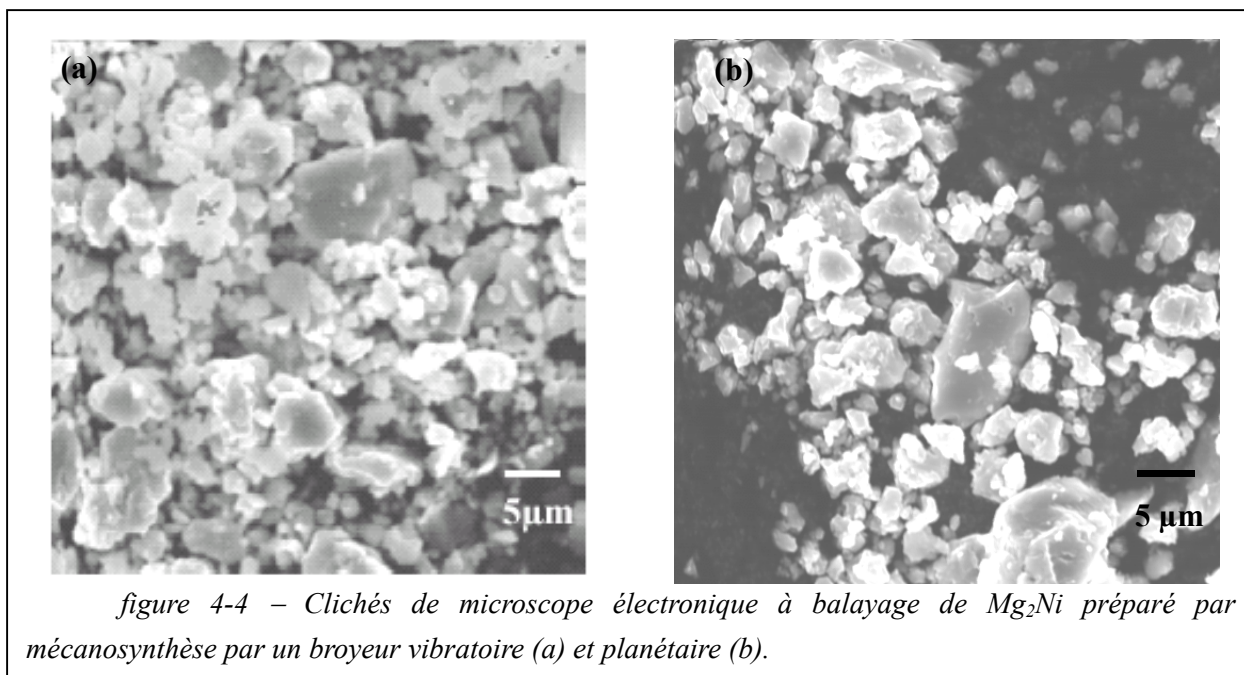 (a)
(b)
5μm
5 μm
figure 4-4 – Clichés de microscope électronique à balayage de Mg₂Ni préparé par
mécanosynthèse par un broyeur vibratoire (a) et planétaire (b).